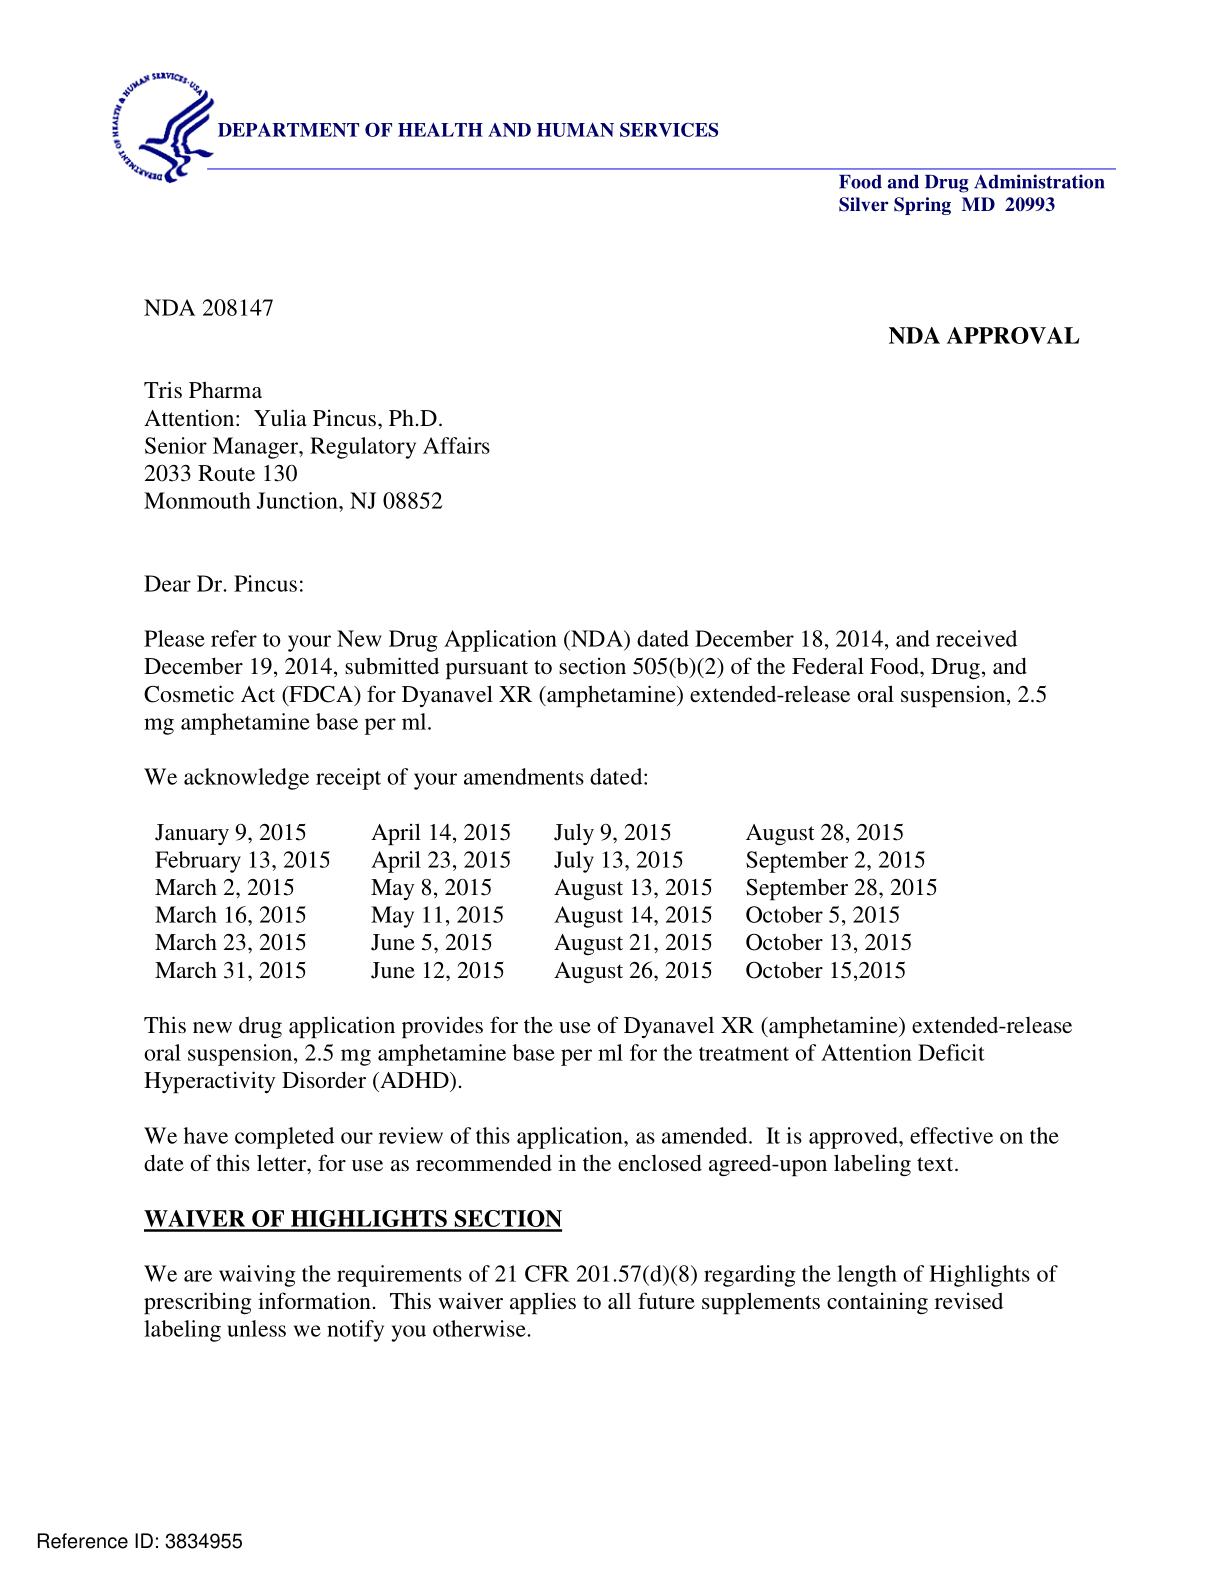 DEPARTMENT OF HEALTH & HUMAN SERVICES·USA
DEPARTMENT OF HEALTH AND HUMAN SERVICES
Food and Drug Administration
Silver Spring MD 20993
NDA 208147
NDA APPROVAL
Tris Pharma
Attention: Yulia Pincus, Ph.D.
Senior Manager, Regulatory Affairs
2033 Route 130
Monmouth Junction, NJ 08852
Dear Dr. Pincus:
Please refer to your New Drug Application (NDA) dated December 18, 2014, and received
December 19, 2014, submitted pursuant to section 505(b)(2) of the Federal Food, Drug, and
Cosmetic Act (FDCA) for Dyanavel XR (amphetamine) extended-release oral suspension, 2.5
mg amphetamine base per ml.
We acknowledge receipt of your amendments dated:
January 9, 2015 April 14, 2015 July 9, 2015 August 28, 2015
February 13, 2015 April 23, 2015 July 13, 2015 September 2, 2015
March 2, 2015 May 8, 2015 August 13, 2015 September 28, 2015
March 16, 2015 May 11, 2015 August 14, 2015 October 5, 2015
March 23, 2015 June 5, 2015 August 21, 2015 October 13, 2015
March 31, 2015 June 12, 2015 August 26, 2015 October 15,2015
This new drug application provides for the use of Dyanavel XR (amphetamine) extended-release
oral suspension, 2.5 mg amphetamine base per ml for the treatment of Attention Deficit
Hyperactivity Disorder (ADHD).
We have completed our review of this application, as amended. It is approved, effective on the
date of this letter, for use as recommended in the enclosed agreed-upon labeling text.
WAIVER OF HIGHLIGHTS SECTION
We are waiving the requirements of 21 CFR 201.57(d)(8) regarding the length of Highlights of
prescribing information. This waiver applies to all future supplements containing revised
labeling unless we notify you otherwise.
Reference ID: 3834955